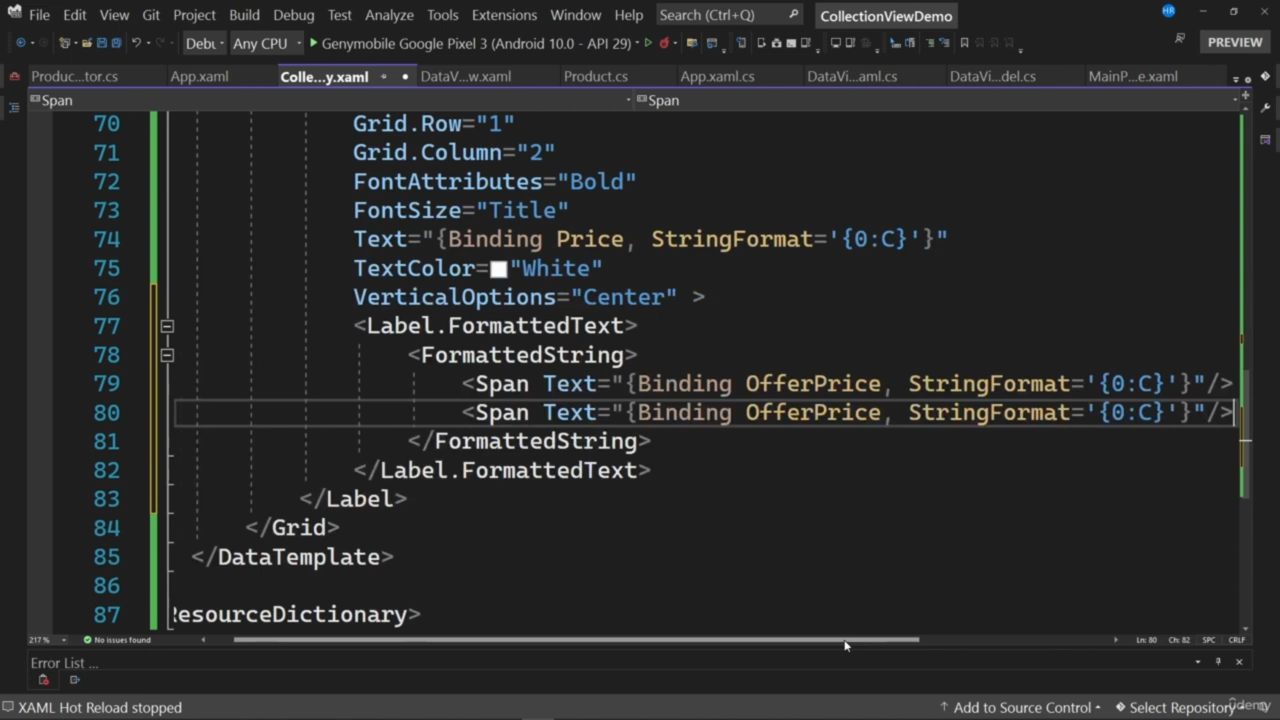 File Edit View Git Project Build Debug Test Analyze Tools Extensions Window Help Search (Ctrl+Q) CollectionViewDemo HR
Debu Any CPU Genymobile Google Pixel 3 (Android 10.0 - API 29) PREVIEW
Produc...tor.cs App.xaml Colle...y.xaml DataV...w.xaml Product.cs App.xaml.cs DataVi...aml.cs DataVi...del.cs MainP...e.xaml
Span Span
70 Grid.Row="1"
71 Grid.Column="2"
72 FontAttributes="Bold"
73 FontSize="Title"
74 Text="{Binding Price, StringFormat='{0:C}'}"
75 TextColor="White"
76 VerticalOptions="Center" >
77 <Label.FormattedText>
78 <FormattedString>
79 <Span Text="{Binding OfferPrice, StringFormat='{0:C}'}"/>
80 <Span Text="{Binding OfferPrice, StringFormat='{0:C}'}"/>
81 </FormattedString>
82 </Label.FormattedText>
83 </Label>
84 </Grid>
85 </DataTemplate>
86
87 ResourceDictionary>
217 % No issues found Ln: 80 Ch: 82 SPC CRLF
Error List ...
XAML Hot Reload stopped Add to Source Control Select Repository
Udemy